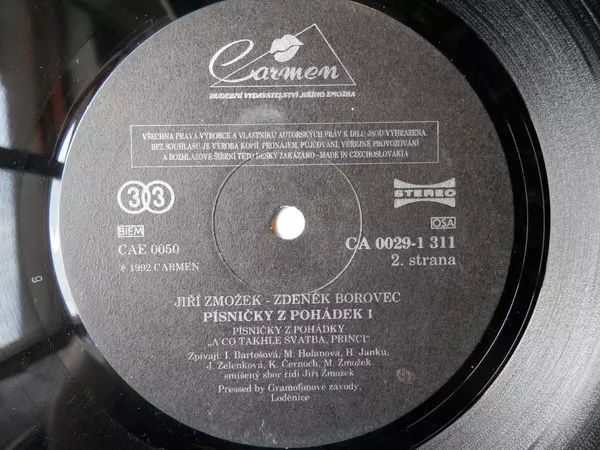 Carmen
HUDEBNÍ VYDAVATELSTVÍ JIŘÍHO ZMOŽKA
VŠECHNA PRÁVA VÝROBCE A VLASTNÍKŮ AUTORSKÝCH PRÁV K DÍLU JSOU VYHRAZENA.
BEZ SOUHLASU JE VÝROBA KOPIÍ, PRONÁJEM, PŮJČOVÁNÍ, VEŘEJNÉ PROVOZOVÁNÍ
A ROZHLASOVÉ ŠÍŘENÍ TÉTO DESKY ZAKÁZÁNO - MADE IN CZECHOSLOVAKIA
33
STEREO
BIEM
OSA
CAE 0050
CA 0029-1 311
℗ 1992 CARMEN
2. strana
9
JIŘÍ ZMOŽEK - ZDENĚK BOROVEC
PÍSNIČKY Z POHÁDEK 1
PÍSNIČKY Z POHÁDKY
„A CO TAKHLE SVATBA, PRINCI"
Zpívají: I. Bartošová, M. Holanová, H. Janků,
J. Zelenková, K. Černoch, M. Zmožek
smíšený sbor řídí Jiří Zmožek
Pressed by Gramofonové závody,
Loděnice